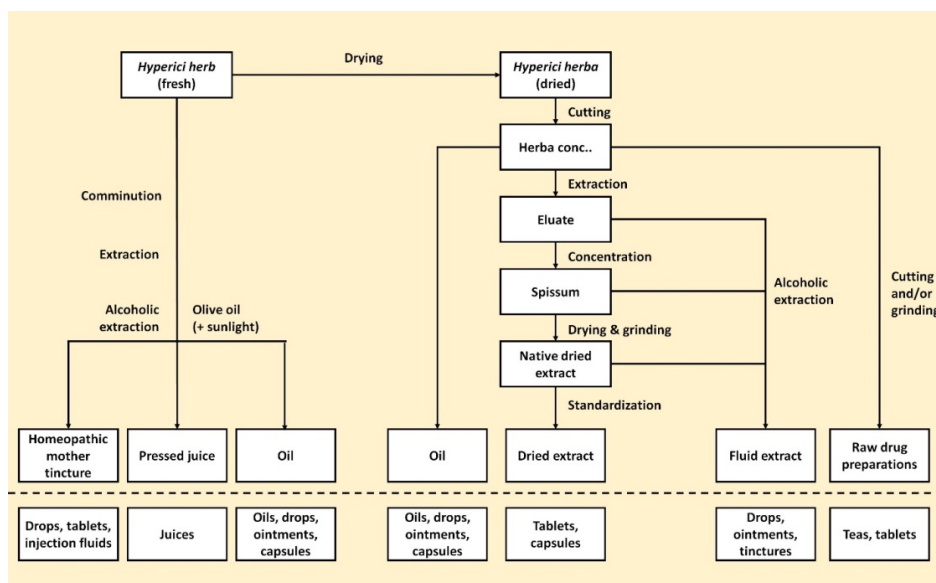 Hyperici herb
(fresh)
Drying
Hyperici herba
(dried)
Cutting
Herba conc..
Comminution
Extraction
Eluate
Extraction
Concentration
Cutting
and/or
grinding
Alcoholic
extraction
Spissum
Alcoholic
extraction
Olive oil
(+ sunlight)
Drying & grinding
Native dried
extract
Standardization
Homeopathic
mother
tincture
Pressed juice
Oil
Oil
Dried extract
Fluid extract
Raw drug
preparations
Drops, tablets,
injection fluids
Juices
Oils, drops,
ointments,
capsules
Oils, drops,
ointments,
capsules
Tablets,
capsules
Drops,
ointments,
tinctures
Teas, tablets